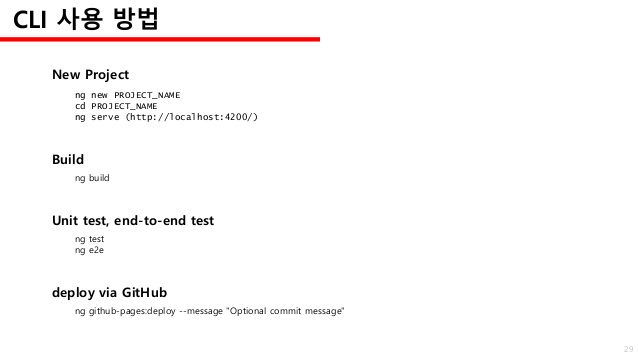 CLI 사용 방법
New Project
ng new PROJECT_NAME
cd PROJECT_NAME
ng serve (http://localhost:4200/)
Build
ng build
Unit test, end-to-end test
ng test
ng e2e
deploy via GitHub
ng github-pages:deploy --message "Optional commit message"
29